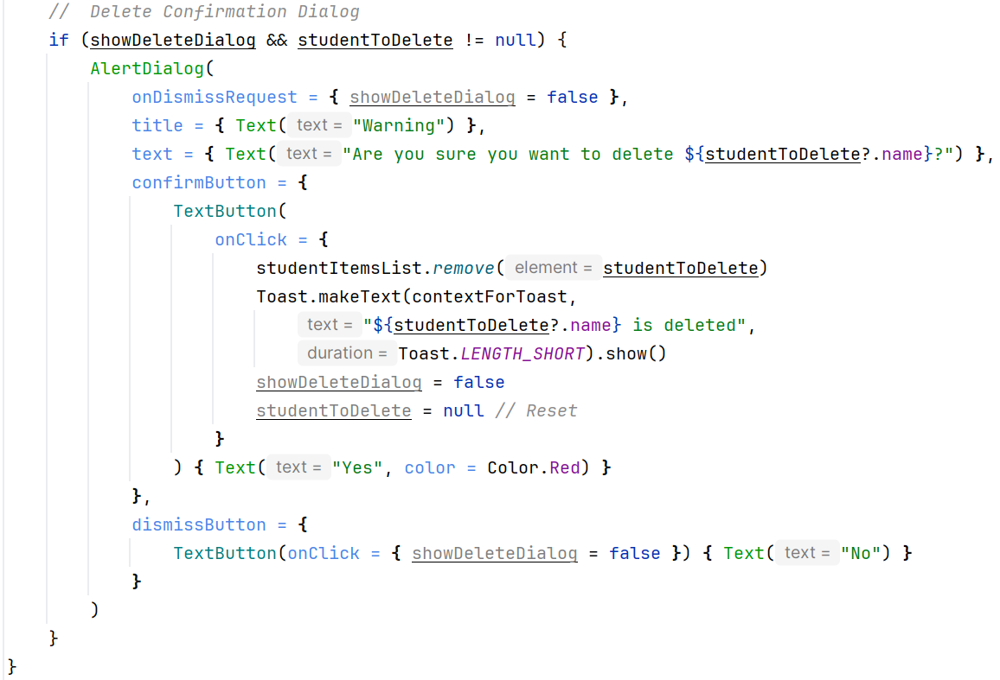 //  Delete Confirmation Dialog
if (showDeleteDialog && studentToDelete != null) {
AlertDialog(
onDismissRequest = { showDeleteDialog = false },
title = { Text( text = "Warning") },
text = { Text( text = "Are you sure you want to delete ${studentToDelete?.name}?") },
confirmButton = {
TextButton(
onClick = {
studentItemsList.remove( element = studentToDelete)
Toast.makeText(contextForToast,
text = "${studentToDelete?.name} is deleted",
duration = Toast.LENGTH_SHORT).show()
showDeleteDialog = false
studentToDelete = null // Reset
}
) { Text( text = "Yes", color = Color.Red) }
},
dismissButton = {
TextButton(onClick = { showDeleteDialog = false }) { Text( text = "No") }
}
)
}
}